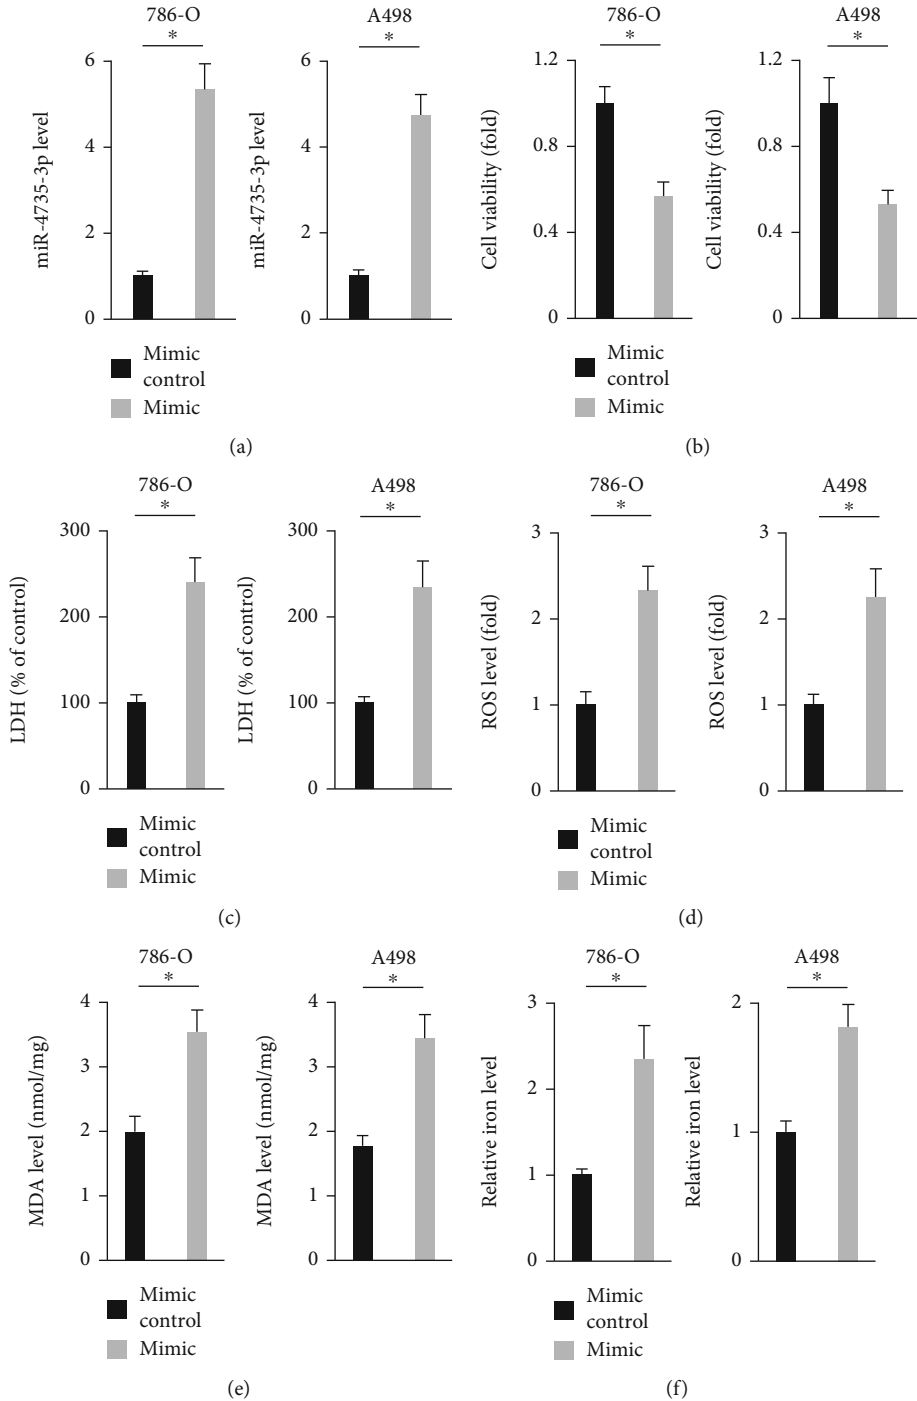 786-O
*
miR-4735-3p level
6
4
2
0
A498
*
miR-4735-3p level
6
4
2
0
Mimic
control
Mimic
(a)
786-O
*
Cell viability (fold)
1.2
0.8
0.4
0
A498
*
Cell viability (fold)
1.2
0.8
0.4
0
Mimic
control
Mimic
(b)
786-O
*
LDH (% of control)
300
200
100
0
A498
*
LDH (% of control)
300
200
100
0
Mimic
control
Mimic
(c)
786-O
*
ROS level (fold)
3
2
1
0
A498
*
ROS level (fold)
3
2
1
0
Mimic
control
Mimic
(d)
786-O
*
MDA level (nmol/mg)
4
3
2
1
0
A498
*
MDA level (nmol/mg)
4
3
2
1
0
Mimic
control
Mimic
(e)
786-O
*
Relative iron level
3
2
1
0
A498
*
Relative iron level
2
1
0
Mimic
control
Mimic
(f)